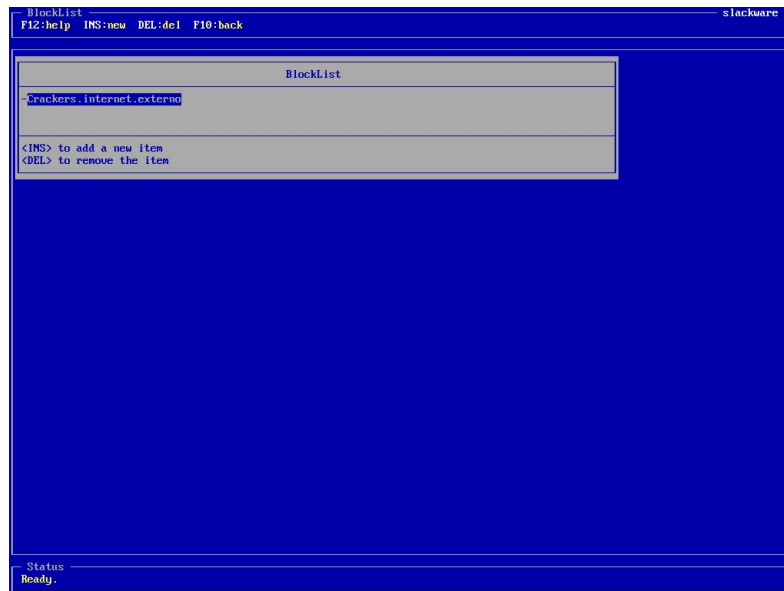 BlockList
slackware
F12:help INS:new DEL:del F10:back
BlockList
-Crackers.internet.externo
<INS> to add a new item
<DEL> to remove the item
Status
Ready.